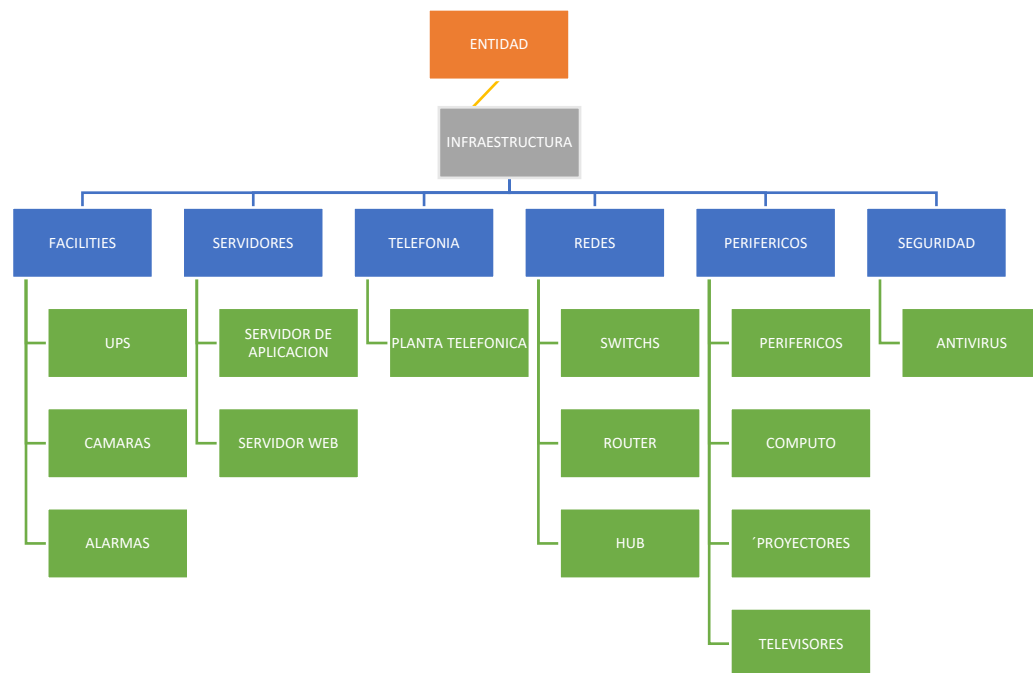 ENTIDAD
INFRAESTRUCTURA
FACILITIES
SERVIDORES
TELEFONIA
REDES
PERIFERICOS
SEGURIDAD
UPS
SERVIDOR DE
APLICACION
PLANTA TELEFONICA
SWITCHS
PERIFERICOS
ANTIVIRUS
CAMARAS
SERVIDOR WEB
ROUTER
COMPUTO
ALARMAS
HUB
´PROYECTORES
TELEVISORES